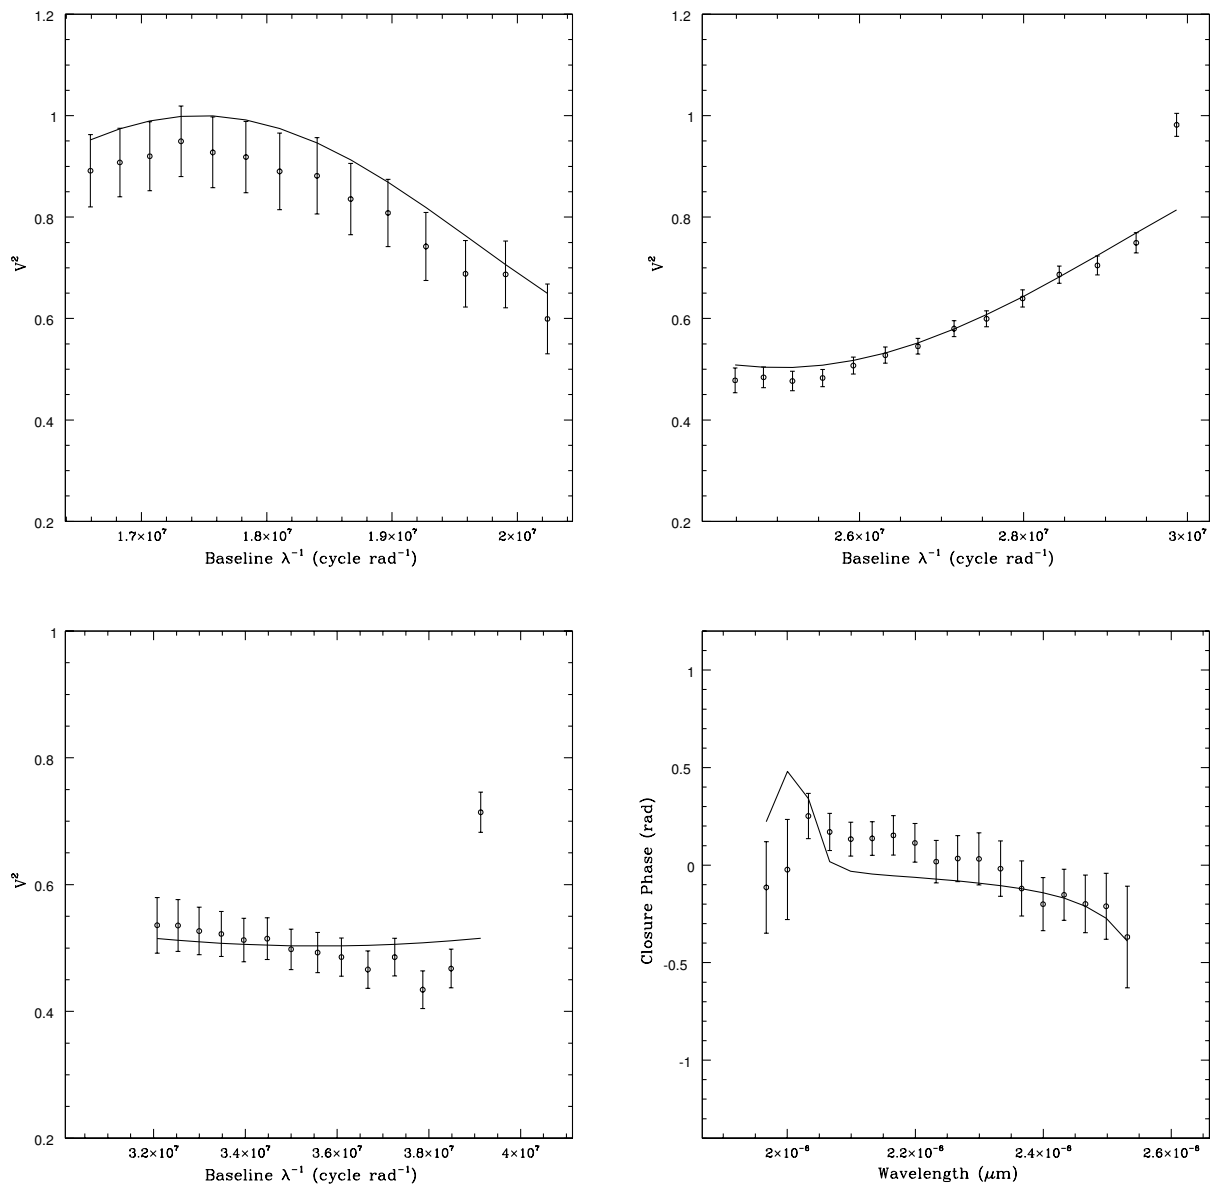 1.2
1
0.8
0.6
0.4
0.2
V²
1.7×10⁷ 1.8×10⁷ 1.9×10⁷ 2×10⁷
Baseline λ⁻¹ (cycle rad⁻¹)
1.2
1
0.8
0.6
0.4
0.2
V²
2.6×10⁷ 2.8×10⁷ 3×10⁷
Baseline λ⁻¹ (cycle rad⁻¹)
1
0.8
0.6
0.4
0.2
V²
3.2×10⁷ 3.4×10⁷ 3.6×10⁷ 3.8×10⁷ 4×10⁷
Baseline λ⁻¹ (cycle rad⁻¹)
1
0.5
0
-0.5
-1
Closure Phase (rad)
2×10⁻⁶ 2.2×10⁻⁶ 2.4×10⁻⁶ 2.6×10⁻⁶
Wavelength (μm)